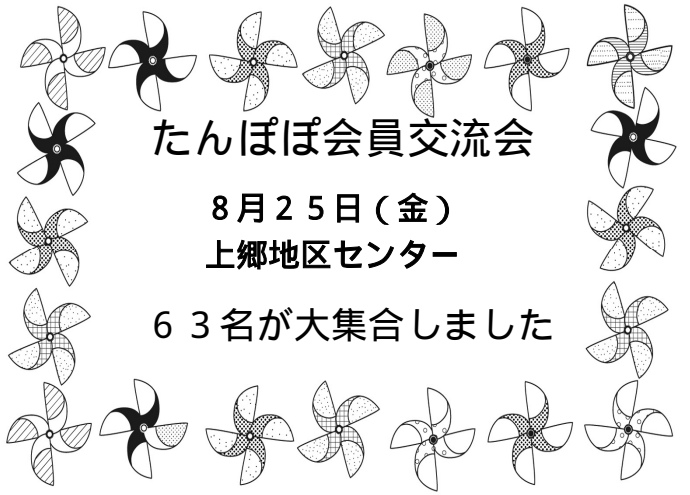 たんぽぽ会員交流会
８月２５日（金）
上郷地区センター
６３名が大集合しました